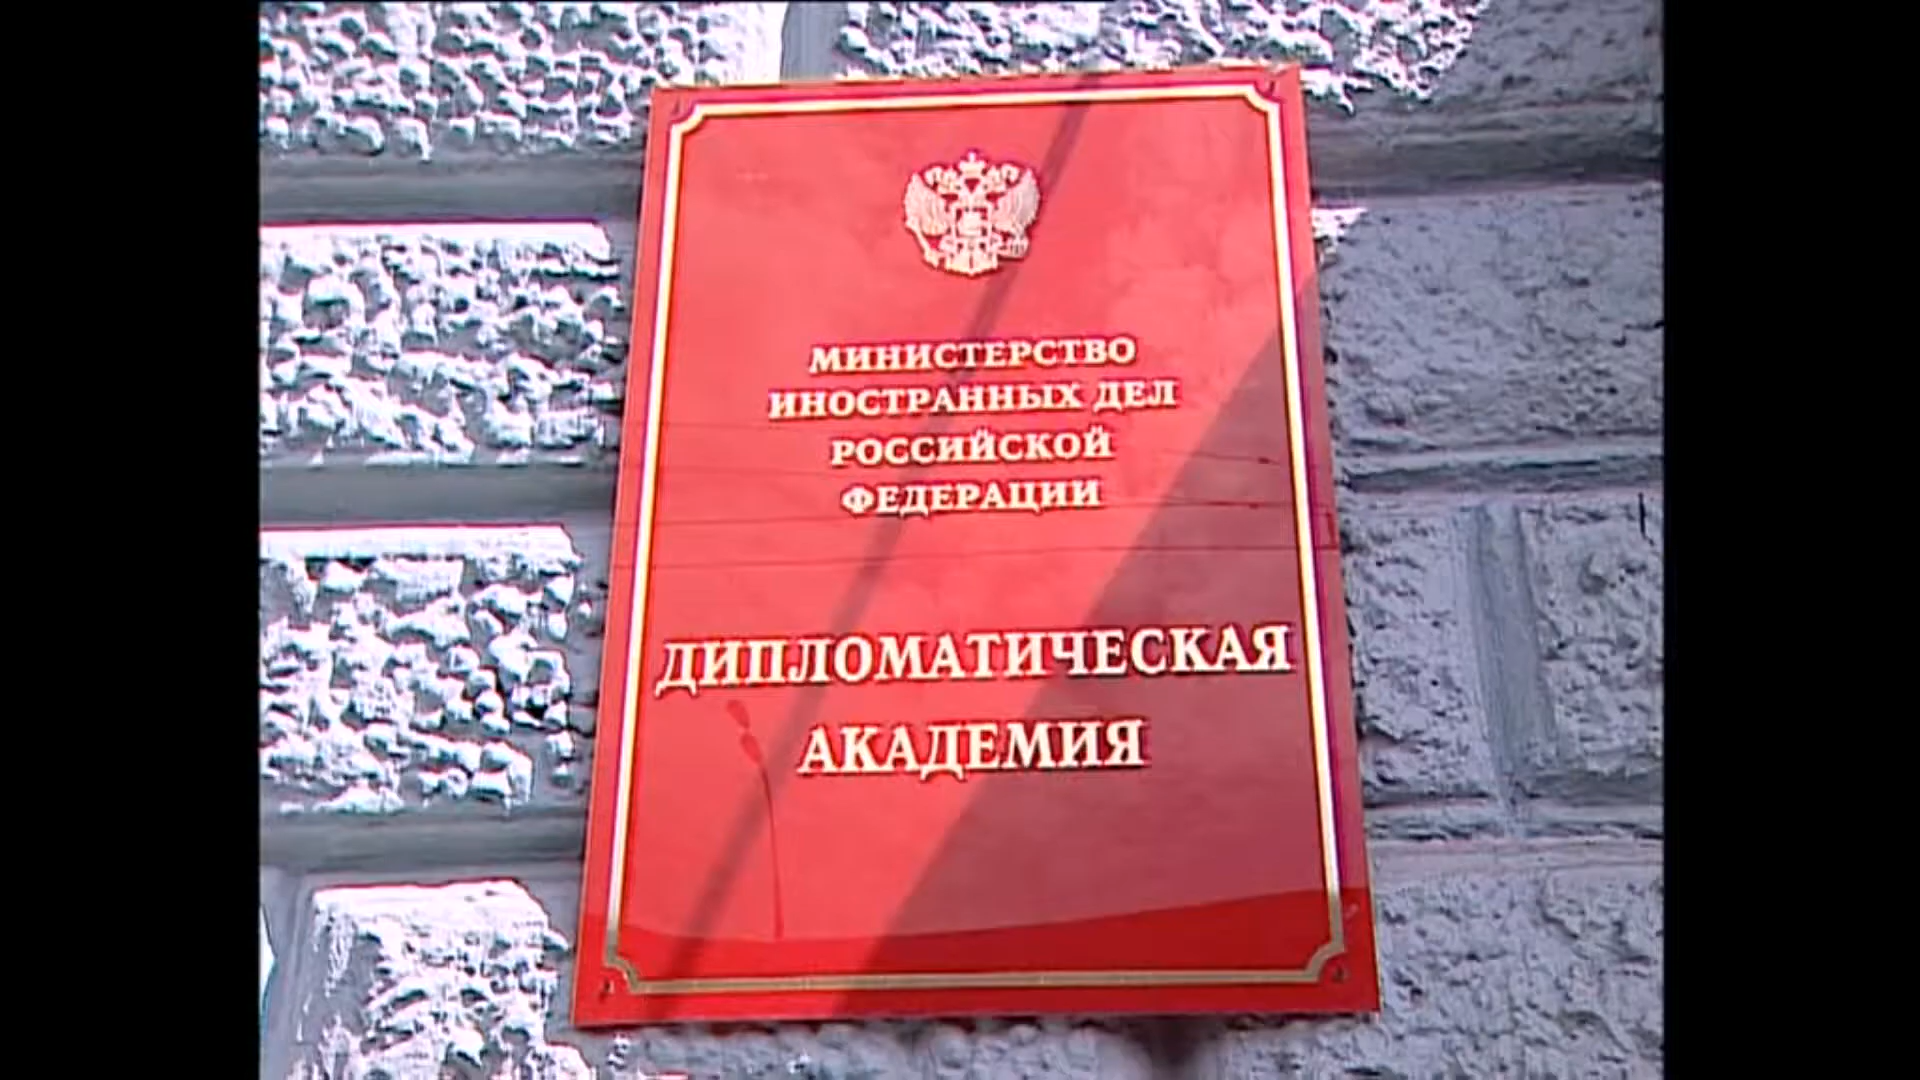 МИНИСТЕРСТВО
ИНОСТРАННЫХ ДЕЛ
РОССИЙСКОЙ
ФЕДЕРАЦИИ
ДИПЛОМАТИЧЕСКАЯ
АКАДЕМИЯ